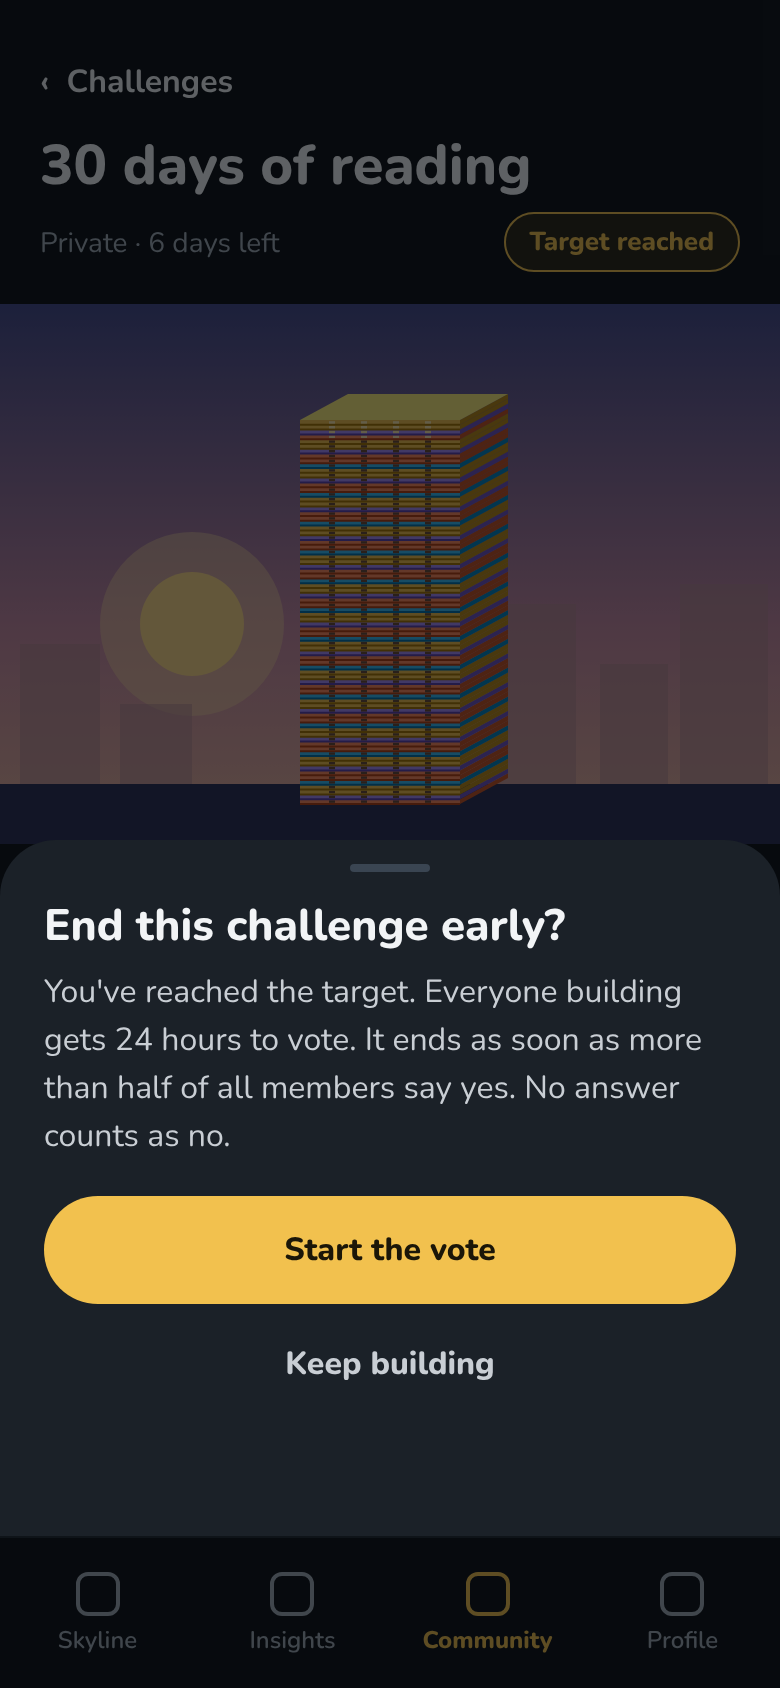 ‹ Challenges
30 days of reading
Private · 6 days left
Target reached
End this challenge early?
You've reached the target. Everyone building
gets 24 hours to vote. It ends as soon as more
than half of all members say yes. No answer
counts as no.
Start the vote
Keep building
Skyline
Insights
Community
Profile